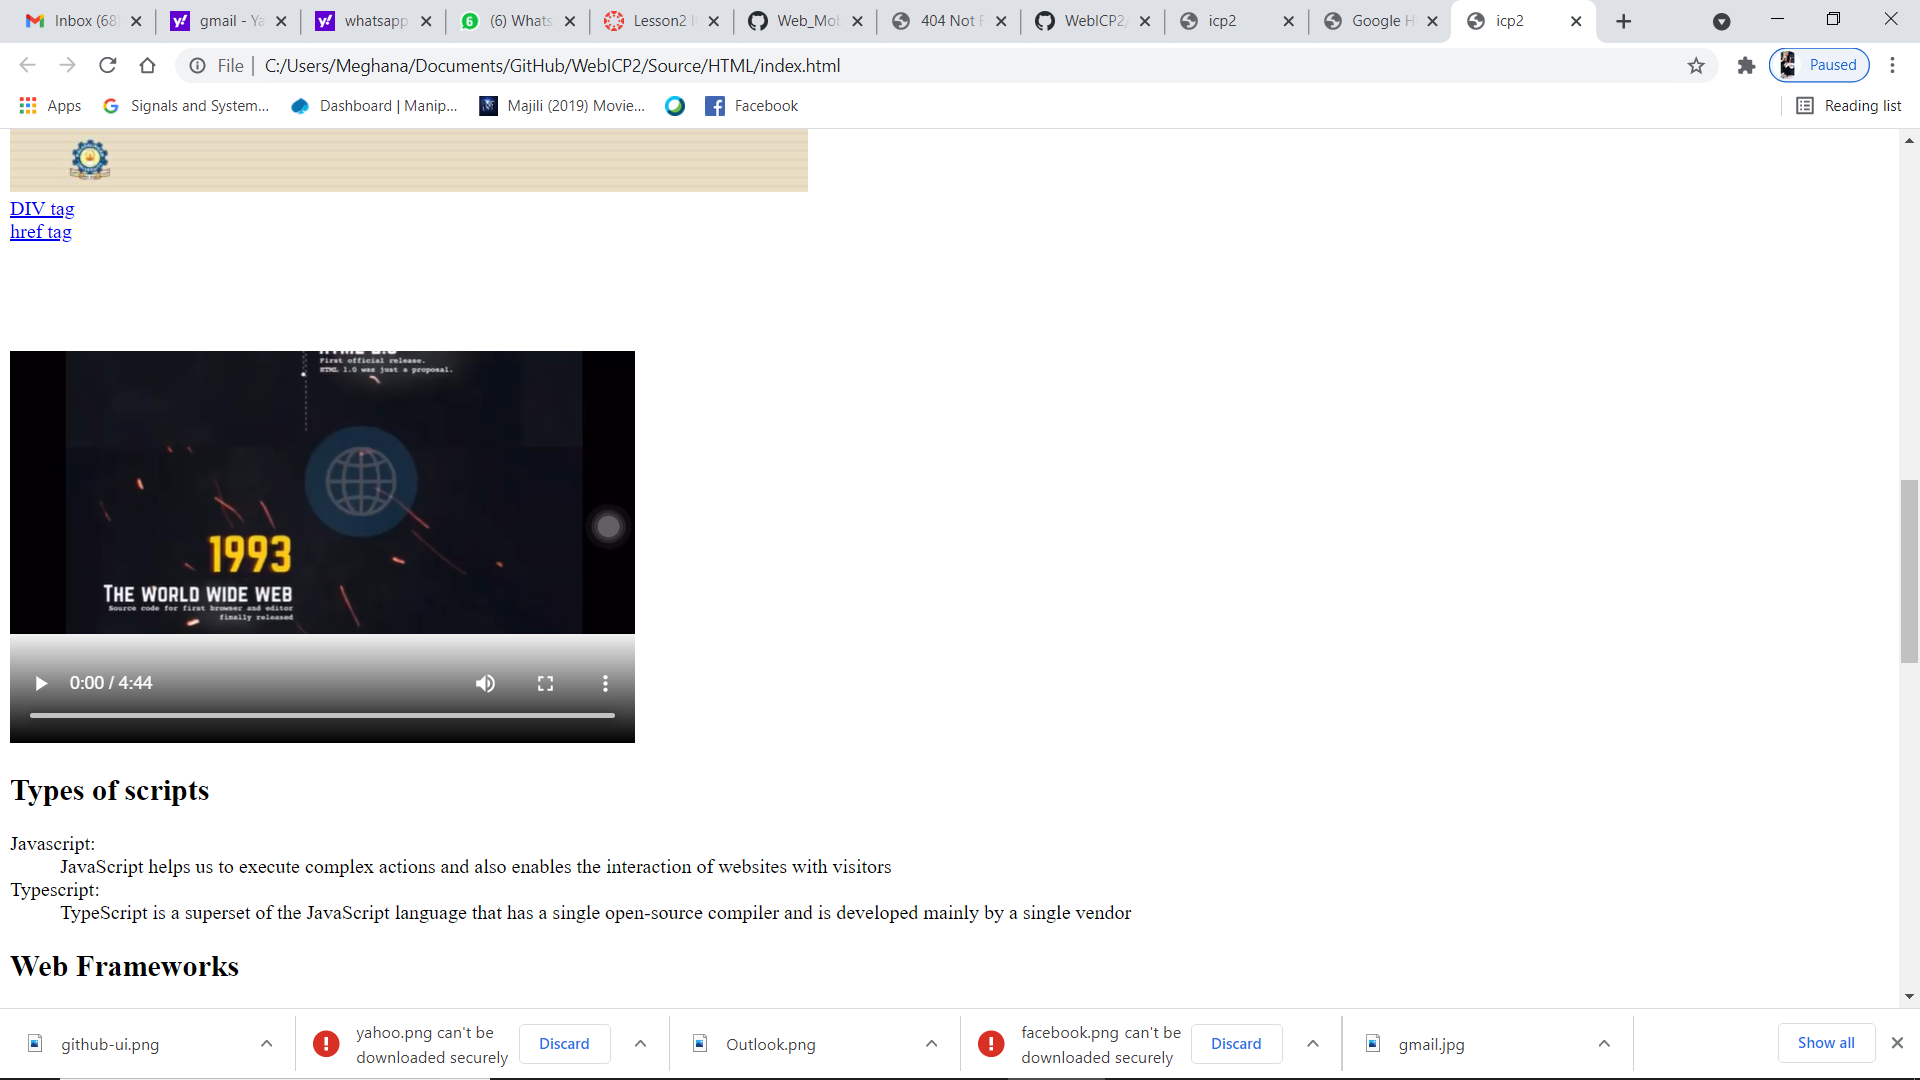 Inbox (68)
gmail - Ya
whatsapp
(6) Whats
Lesson2 I
Web_Mob
404 Not F
WebICP2/
icp2
Google H
icp2
File
C:/Users/Meghana/Documents/GitHub/WebICP2/Source/HTML/index.html
Paused
Apps
Signals and System...
Dashboard | Manip...
Majili (2019) Movie...
Facebook
Reading list
DIV tag
href tag
First official release.
HTML 1.0 was just a proposal.
1993
The World Wide Web
Source code for first browser and editor
finally released
0:00 / 4:44
Types of scripts
Javascript:
JavaScript helps us to execute complex actions and also enables the interaction of websites with visitors
Typescript:
TypeScript is a superset of the JavaScript language that has a single open-source compiler and is developed mainly by a single vendor
Web Frameworks
github-ui.png
yahoo.png can't be
downloaded securely
Discard
Outlook.png
facebook.png can't be
downloaded securely
Discard
gmail.jpg
Show all